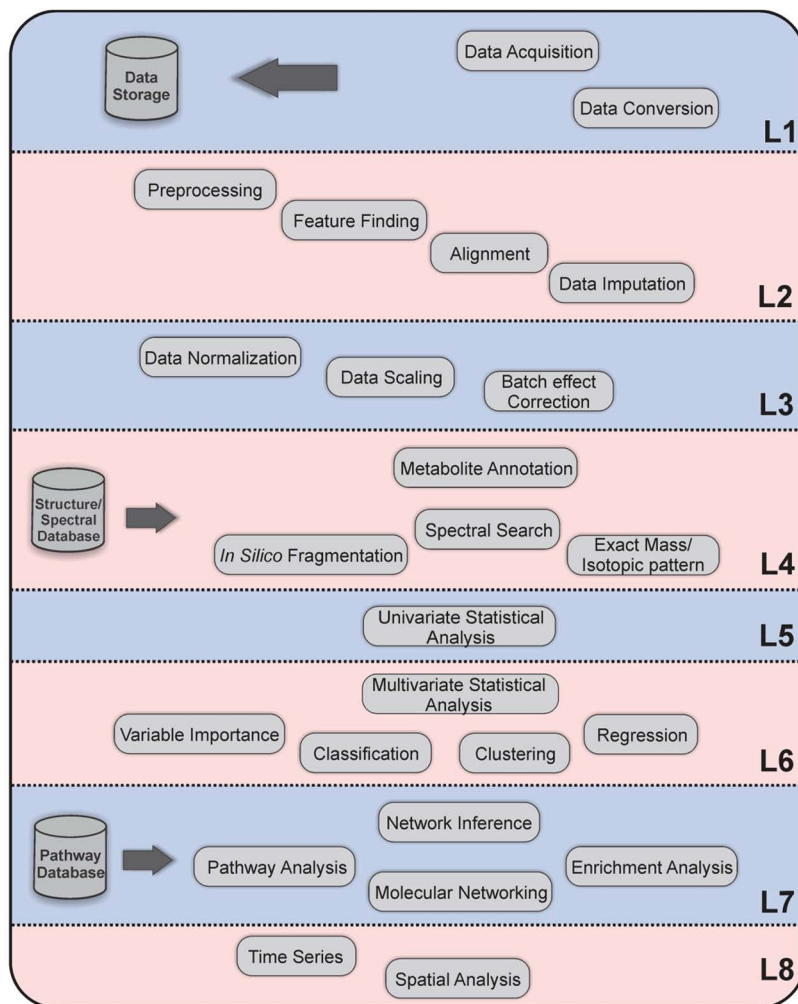 Data Acquisition
Data
Storage
Data Conversion
L1
Preprocessing
Feature Finding
Alignment
Data Imputation
L2
Data Normalization
Data Scaling
Batch effect
Correction
L3
Metabolite Annotation
Structure/
Spectral
Database
Spectral Search
In Silico Fragmentation
Exact Mass/
Isotopic pattern
L4
Univariate Statistical
Analysis
L5
Multivariate Statistical
Analysis
Variable Importance
Classification
Clustering
Regression
L6
Network Inference
Pathway
Database
Pathway Analysis
Molecular Networking
Enrichment Analysis
L7
Time Series
Spatial Analysis
L8